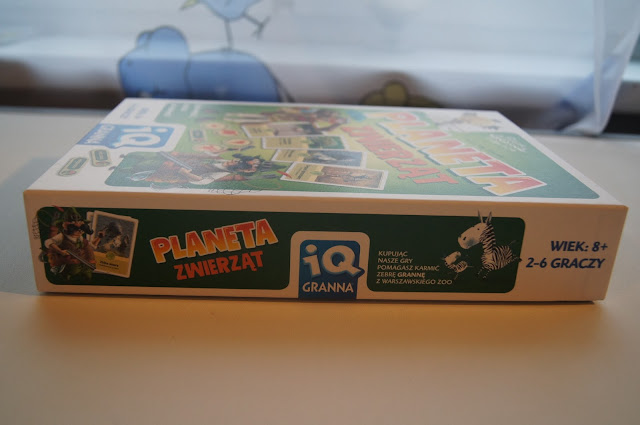 PLANETA
ZWIERZĄT
iQ
GRANNA
PLANETA
ZWIERZĄT
iQ
GRANNA
KUPUJĄC
NASZE GRY
POMAGASZ KARMIĆ
ZEBRĘ GRANNĘ
Z WARSZAWSKIEGO ZOO
WIEK: 8+
2–6 GRACZY